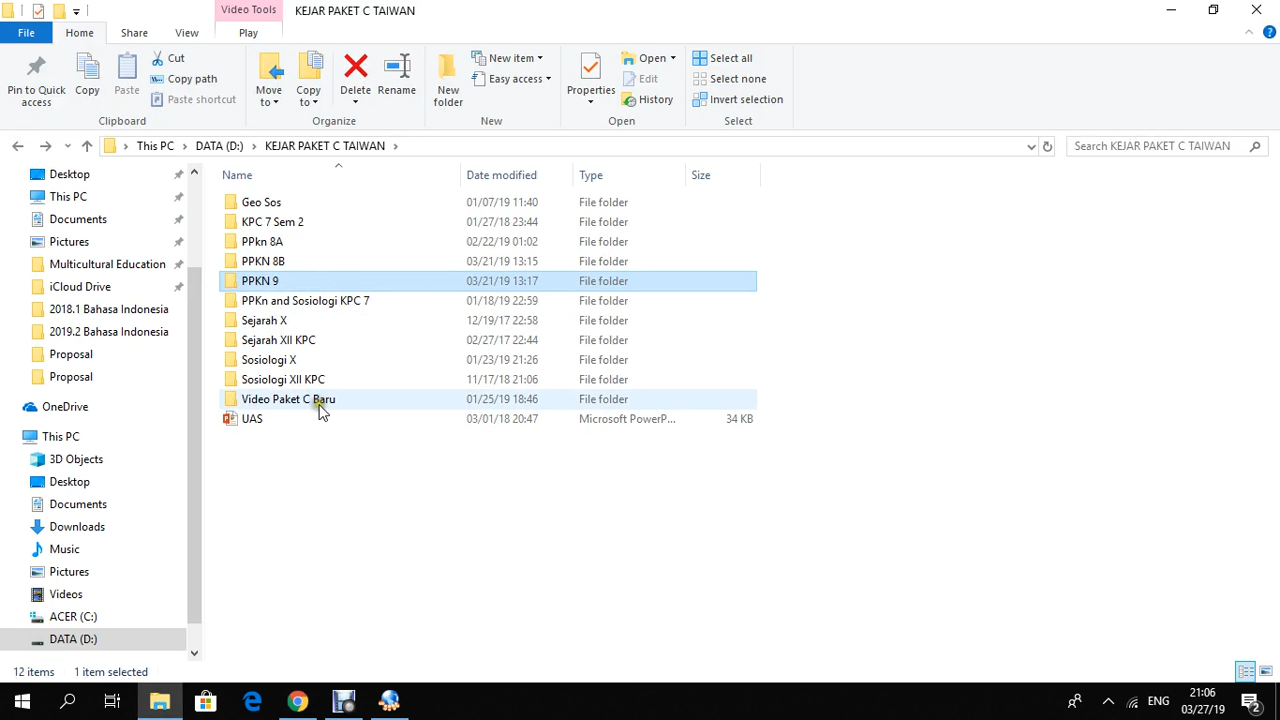 Video Tools
KEJAR PAKET C TAIWAN
File
Home
Share
View
Play
Pin to Quick access
Copy
Paste
Cut
Copy path
Paste shortcut
Clipboard
Move to
Copy to
Delete
Rename
Organize
New folder
New item
Easy access
New
Properties
Open
Edit
History
Open
Select all
Select none
Invert selection
Select
This PC > DATA (D:) > KEJAR PAKET C TAIWAN >
Search KEJAR PAKET C TAIWAN
Desktop
This PC
Documents
Pictures
Multicultural Education
iCloud Drive
2018.1 Bahasa Indonesia
2019.2 Bahasa Indonesia
Proposal
Proposal
OneDrive
This PC
3D Objects
Desktop
Documents
Downloads
Music
Pictures
Videos
ACER (C:)
DATA (D:)
Name Date modified Type Size
Geo Sos 01/07/19 11:40 File folder
KPC 7 Sem 2 01/27/18 23:44 File folder
PPkn 8A 02/22/19 01:02 File folder
PPKN 8B 03/21/19 13:15 File folder
PPKN 9 03/21/19 13:17 File folder
PPKn and Sosiologi KPC 7 01/18/19 22:59 File folder
Sejarah X 12/19/17 22:58 File folder
Sejarah XII KPC 02/27/17 22:44 File folder
Sosiologi X 01/23/19 21:26 File folder
Sosiologi XII KPC 11/17/18 21:06 File folder
Video Paket C Baru 01/25/19 18:46 File folder
UAS 03/01/18 20:47 Microsoft PowerP... 34 KB
12 items 1 item selected
ENG
21:06
03/27/19
2